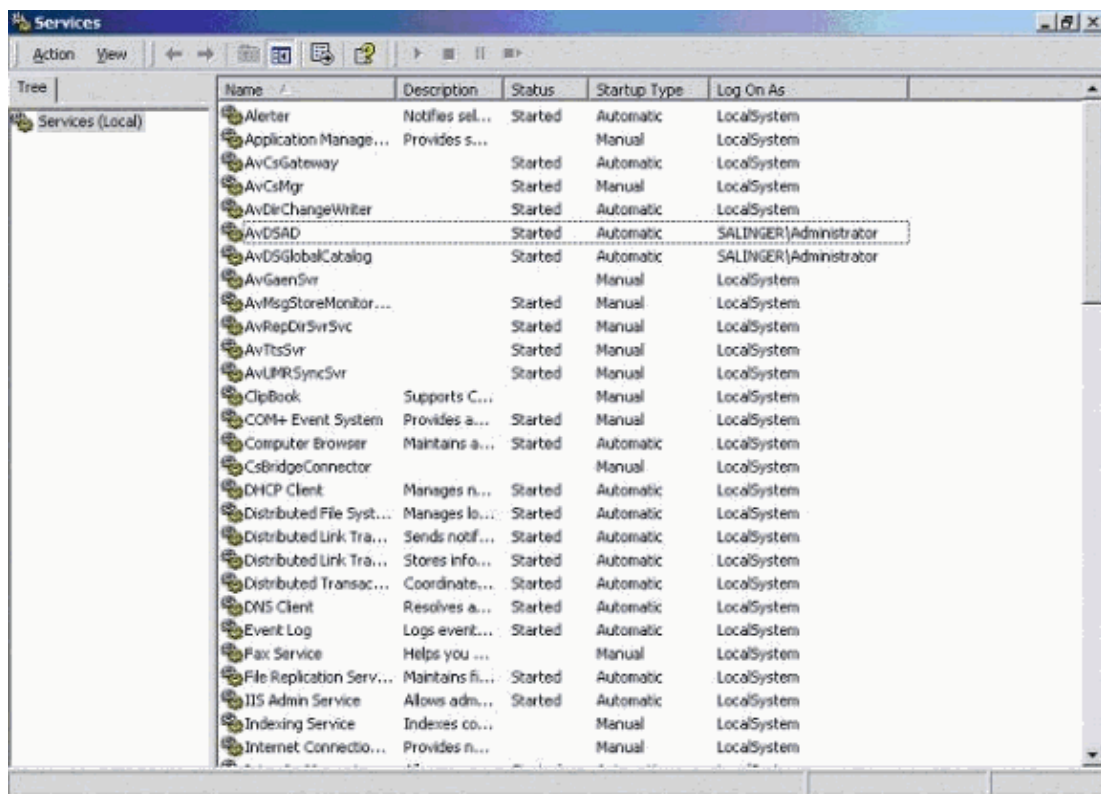 Services
Action View
Tree
Name Description Status Startup Type Log On As
Services (Local)
Alerter Notifies sel... Started Automatic LocalSystem
Application Manage... Provides s... Manual LocalSystem
AvCsGateway Started Automatic LocalSystem
AvCsMgr Started Manual LocalSystem
AvDirChangeWriter Started Automatic LocalSystem
AvDSAD Started Automatic SALINGER\Administrator
AvDSGlobalCatalog Started Automatic SALINGER\Administrator
AvGaenSvr Manual LocalSystem
AvMsgStoreMonitor... Started Manual LocalSystem
AvRepDirSvrSvc Started Manual LocalSystem
AvTtsSvr Started Manual LocalSystem
AvUMRSyncSvr Started Manual LocalSystem
ClipBook Supports C... Manual LocalSystem
COM+ Event System Provides a... Started Manual LocalSystem
Computer Browser Maintains a... Started Automatic LocalSystem
CsBridgeConnector Manual LocalSystem
DHCP Client Manages n... Started Automatic LocalSystem
Distributed File Syst... Manages lo... Started Automatic LocalSystem
Distributed Link Tra... Sends notif... Started Automatic LocalSystem
Distributed Link Tra... Stores info... Started Automatic LocalSystem
Distributed Transac... Coordinate... Started Automatic LocalSystem
DNS Client Resolves a... Started Automatic LocalSystem
Event Log Logs event... Started Automatic LocalSystem
Fax Service Helps you ... Manual LocalSystem
File Replication Serv... Maintains fi... Started Automatic LocalSystem
IIS Admin Service Allows adm... Started Automatic LocalSystem
Indexing Service Indexes co... Manual LocalSystem
Internet Connectio... Provides n... Manual LocalSystem